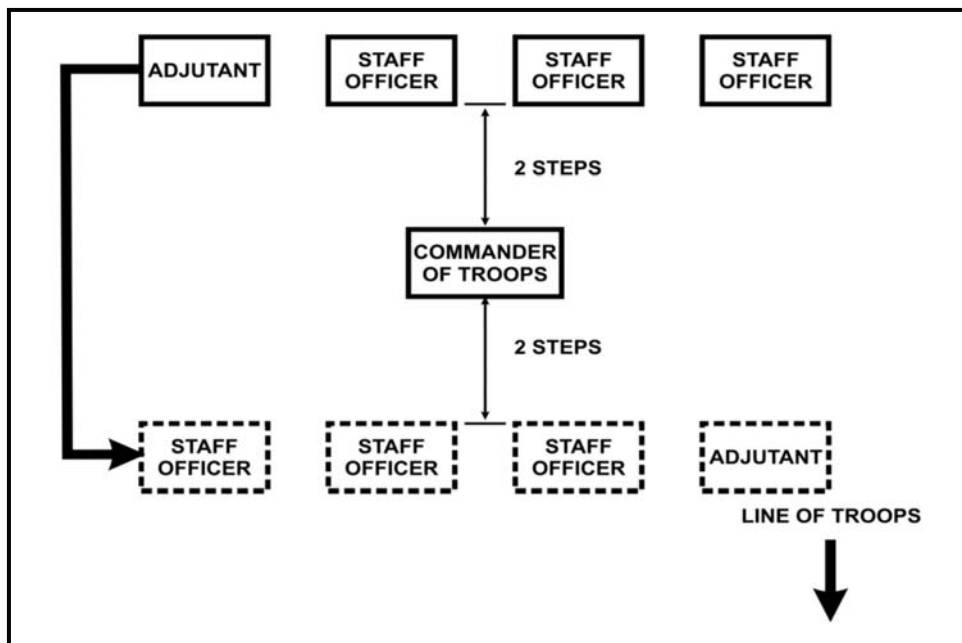 ADJUTANT
STAFF
OFFICER
STAFF
OFFICER
STAFF
OFFICER
2 STEPS
COMMANDER
OF TROOPS
2 STEPS
STAFF
OFFICER
STAFF
OFFICER
STAFF
OFFICER
ADJUTANT
LINE OF TROOPS